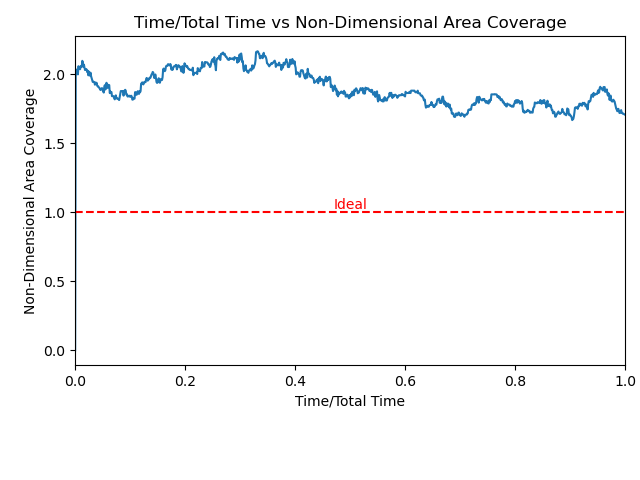 Time/Total Time vs Non-Dimensional Area Coverage
Non-Dimensional Area Coverage
2.0
1.5
1.0
0.5
0.0
Ideal
0.0 0.2 0.4 0.6 0.8 1.0
Time/Total Time